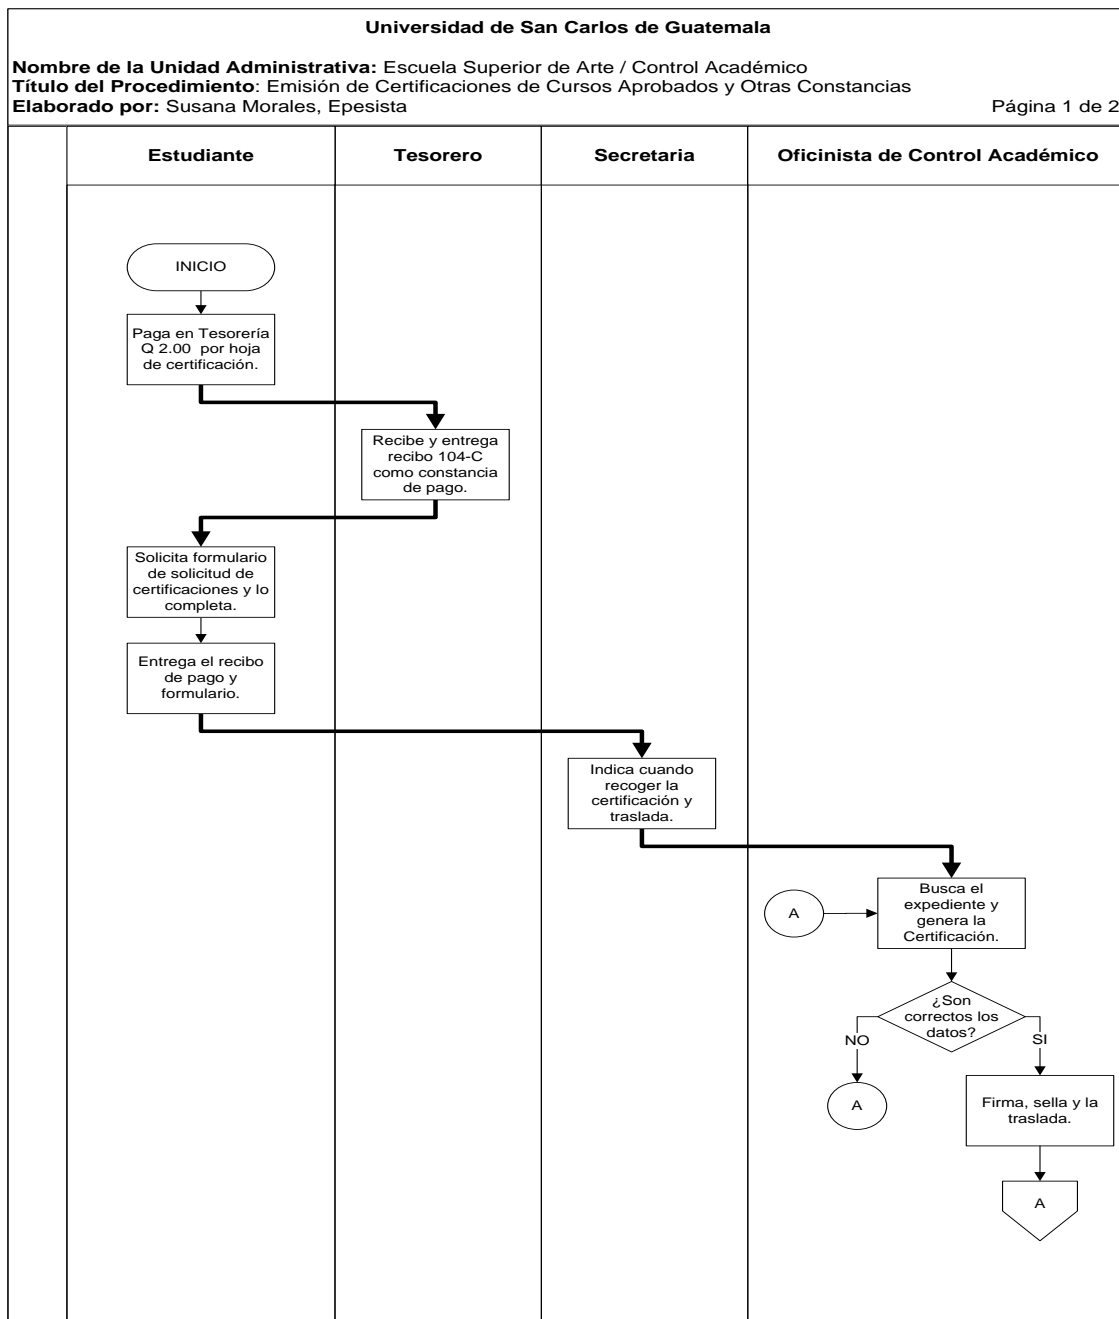 Universidad de San Carlos de Guatemala
Nombre de la Unidad Administrativa: Escuela Superior de Arte / Control Académico
Título del Procedimiento: Emisión de Certificaciones de Cursos Aprobados y Otras Constancias
Elaborado por: Susana Morales, Epesista
Página 1 de 2
Estudiante
Tesorero
Secretaria
Oficinista de Control Académico
INICIO
Paga en Tesorería
Q 2.00 por hoja
de certificación.
Recibe y entrega
recibo 104-C
como constancia
de pago.
Solicita formulario
de solicitud de
certificaciones y lo
completa.
Entrega el recibo
de pago y
formulario.
Indica cuando
recoger la
certificación y
traslada.
A
Busca el
expediente y
genera la
Certificación.
¿Son
correctos los
datos?
NO
SI
A
Firma, sella y la
traslada.
A